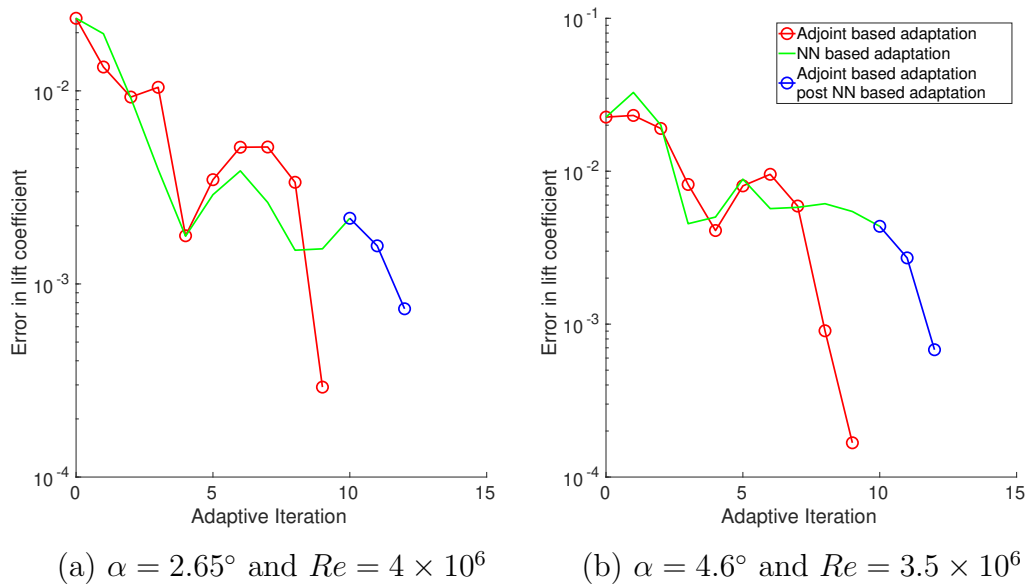 10^{-2}
10^{-3}
10^{-4}
Error in lift coefficient
0 5 10 15
Adaptive Iteration
(a) α = 2.65° and Re = 4 × 10^6
10^{-1}
10^{-2}
10^{-3}
10^{-4}
Error in lift coefficient
0 5 10 15
Adaptive Iteration
Adjoint based adaptation
NN based adaptation
Adjoint based adaptation
post NN based adaptation
(b) α = 4.6° and Re = 3.5 × 10^6